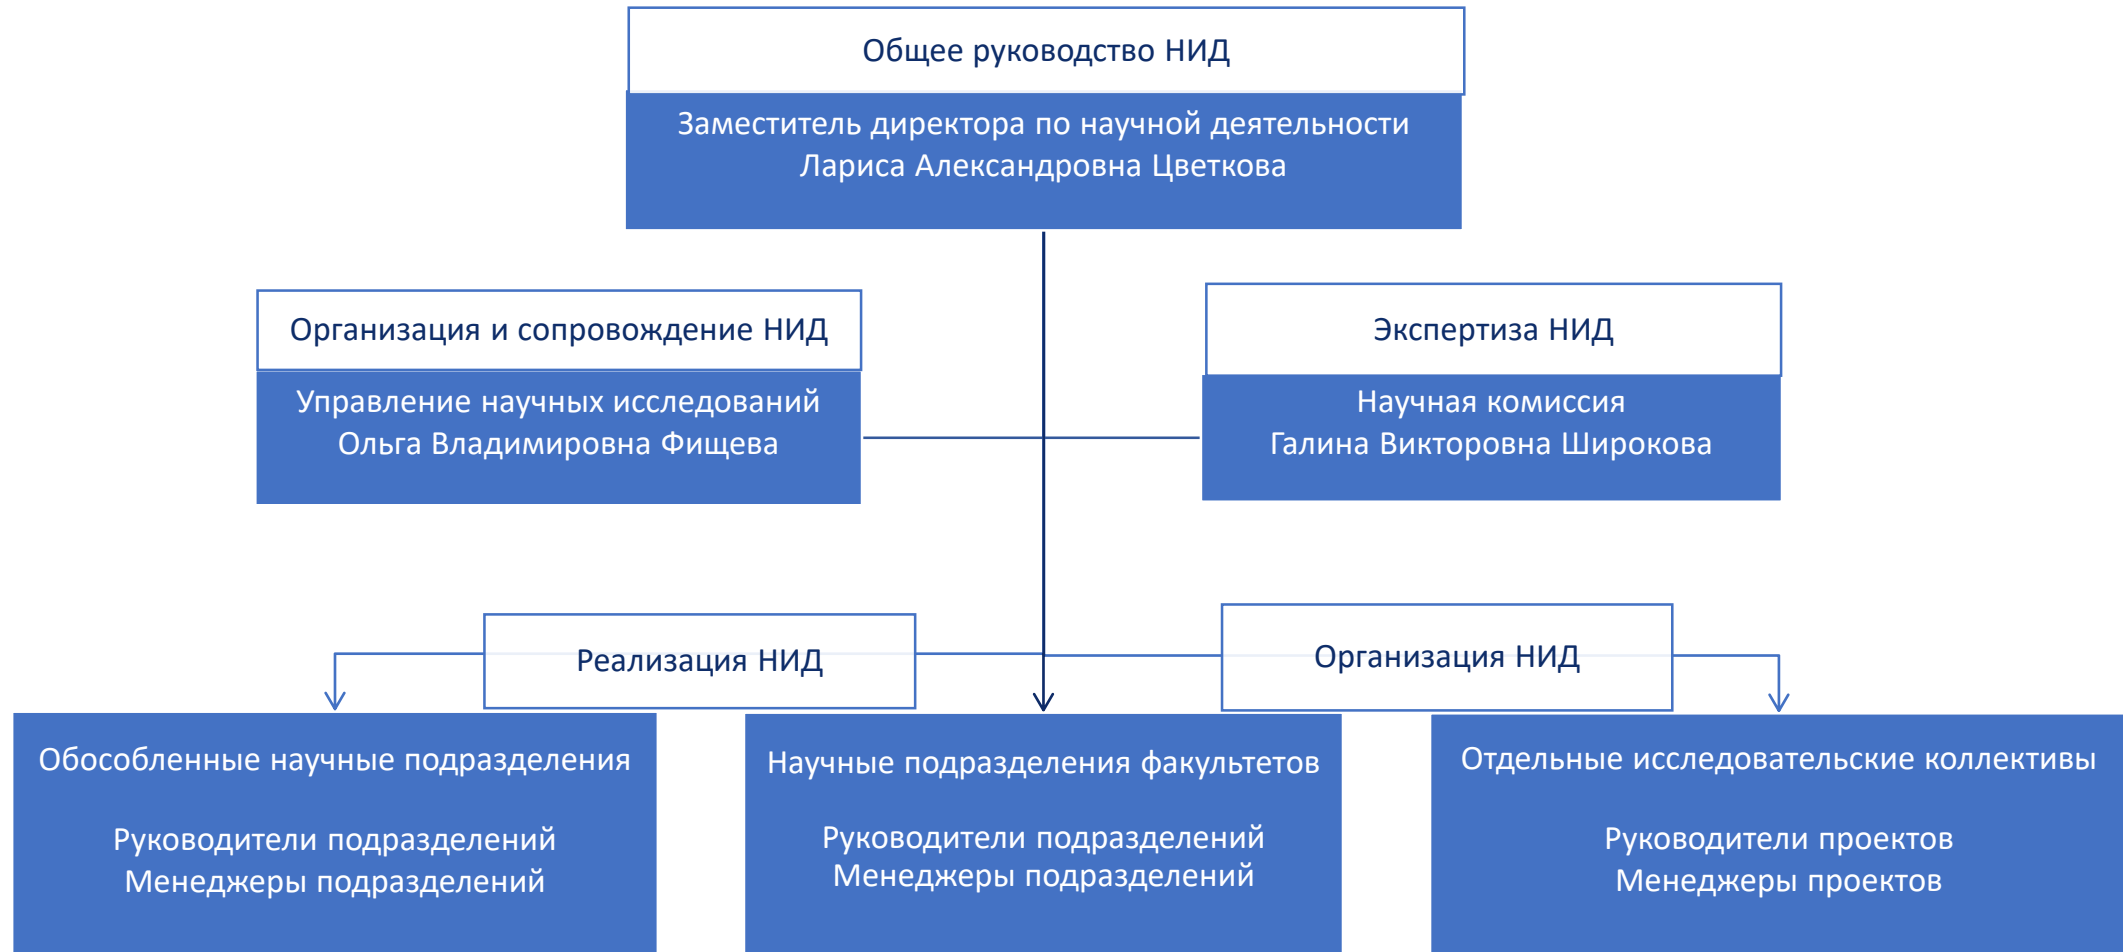 Общее руководство НИД
Заместитель директора по научной деятельности
Лариса Александровна Цветкова
Организация и сопровождение НИД
Управление научных исследований
Ольга Владимировна Фищева
Экспертиза НИД
Научная комиссия
Галина Викторовна Широкова
Реализация НИД
Организация НИД
Обособленные научные подразделения
Руководители подразделений
Менеджеры подразделений
Научные подразделения факультетов
Руководители подразделений
Менеджеры подразделений
Отдельные исследовательские коллективы
Руководители проектов
Менеджеры проектов